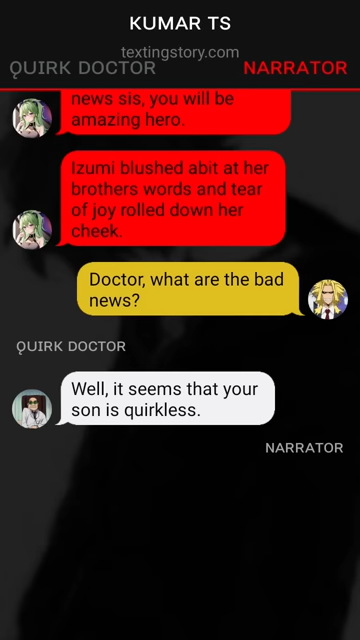 KUMAR TS
textingstory.com
QUIRK DOCTOR
NARRATOR
news sis, you will be
amazing hero.
Izumi blushed abit at her
brothers words and tear
of joy rolled down her
cheek.
Doctor, what are the bad
news?
QUIRK DOCTOR
Well, it seems that your
son is quirkless.
NARRATOR